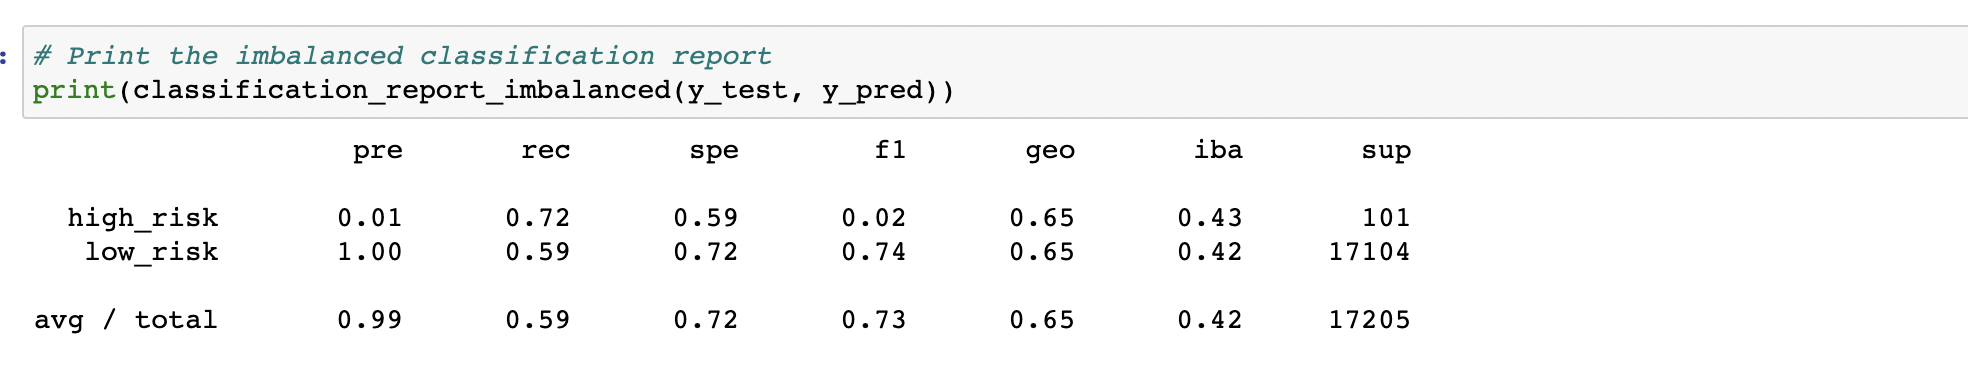 :
# Print the imbalanced classification report
print(classification_report_imbalanced(y_test, y_pred))
pre rec spe f1 geo iba sup
high_risk 0.01 0.72 0.59 0.02 0.65 0.43 101
low_risk 1.00 0.59 0.72 0.74 0.65 0.42 17104
avg / total 0.99 0.59 0.72 0.73 0.65 0.42 17205